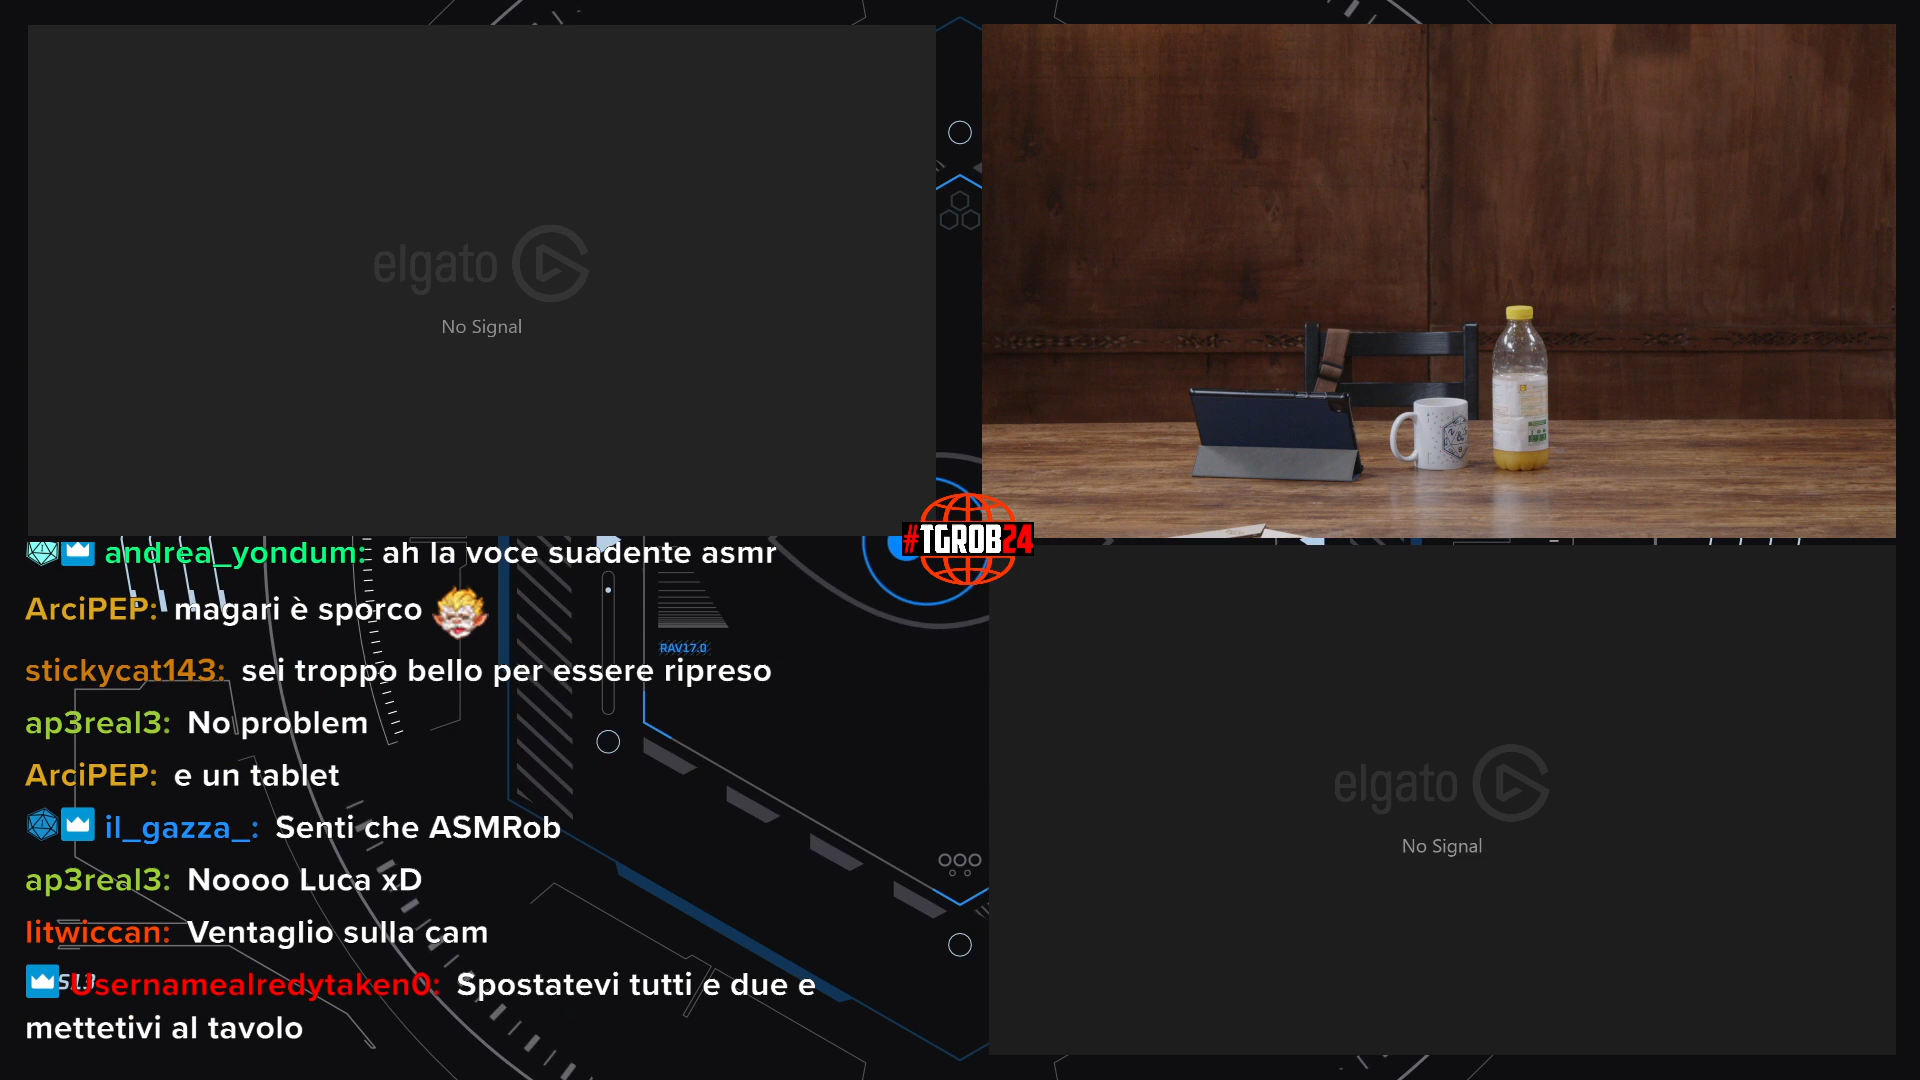 elgato
No Signal
#TGROB24
andrea_yondum: ah la voce suadente asmr
ArciPEP: magari è sporco
stickycat143: sei troppo bello per essere ripreso
ap3real3: No problem
ArciPEP: e un tablet
il_gazza_: Senti che ASMRob
ap3real3: Noooo Luca xD
litwiccan: Ventaglio sulla cam
Usernamealredytaken0: Spostatevi tutti e due e
mettetivi al tavolo
RAV17.0
elgato
No Signal